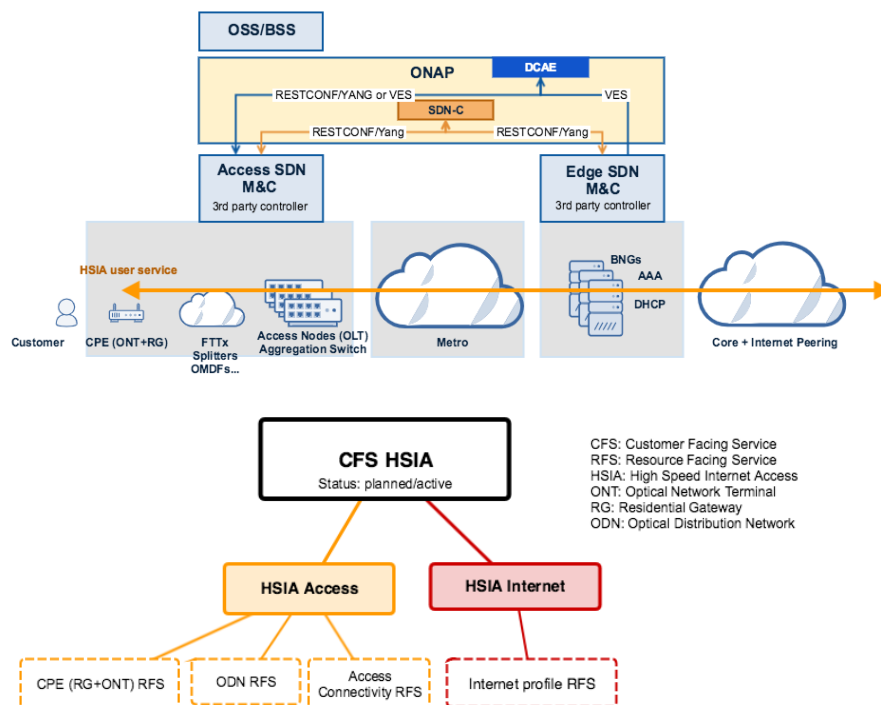 OSS/BSS
ONAP
DCAE
RESTCONF/YANG or VES
VES
SDN-C
RESTCONF/Yang
RESTCONF/Yang
Access SDN
M&C
3rd party controller
Edge SDN
M&C
3rd party controller
HSIA user service
BNGs
AAA
DHCP
Customer
CPE (ONT+RG)
FTTx
Splitters
OMDFs...
Access Nodes (OLT)
Aggregation Switch
Metro
Core + Internet Peering
CFS HSIA
Status: planned/active
CFS: Customer Facing Service
RFS: Resource Facing Service
HSIA: High Speed Internet Access
ONT: Optical Network Terminal
RG: Residential Gateway
ODN: Optical Distribution Network
HSIA Access
HSIA Internet
CPE (RG+ONT) RFS
ODN RFS
Access
Connectivity RFS
Internet profile RFS